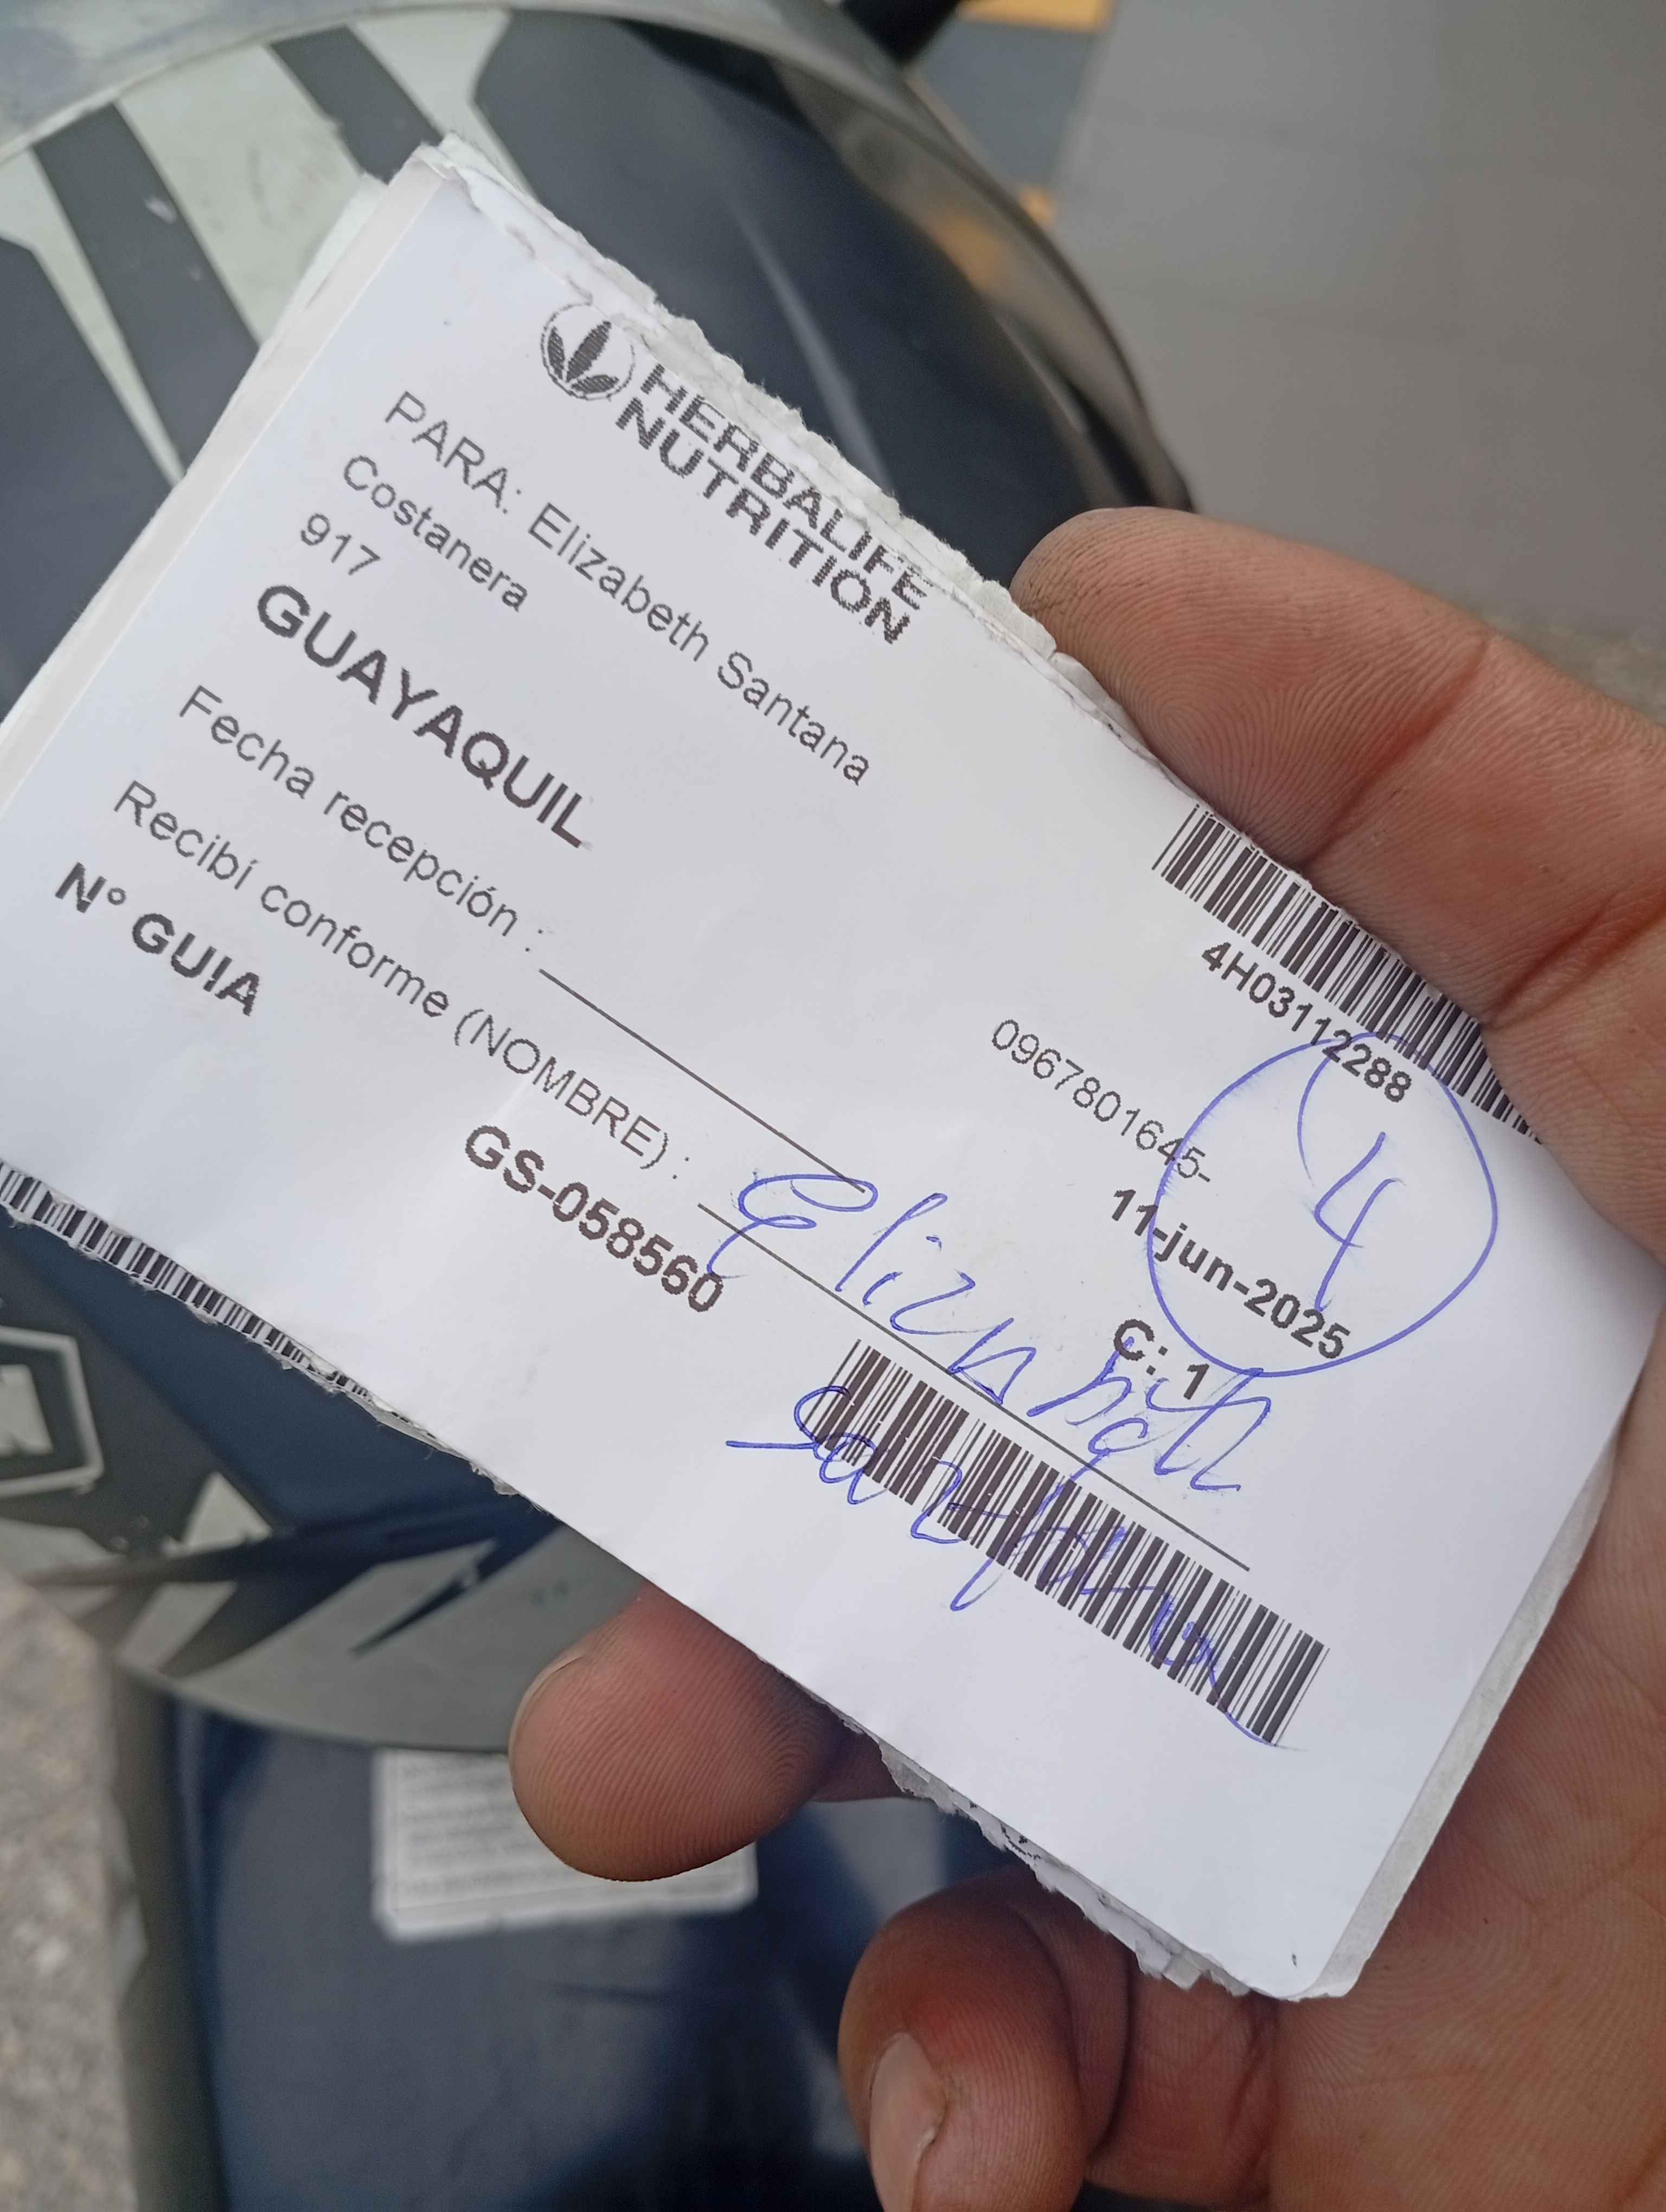 HERBALIFE
NUTRITION
4H03112288
PARA: Elizabeth Santana
0967801645-
Costanera
917
11-jun-2025
GUAYAQUIL
C: 1
4
Fecha recepción :
Recibí conforme (NOMBRE) : Elizabeth
Santana
N° GUIA
GS-058560